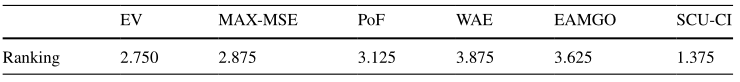 EV MAX-MSE PoF WAE EAMGO SCU-CI
Ranking 2.750 2.875 3.125 3.875 3.625 1.375